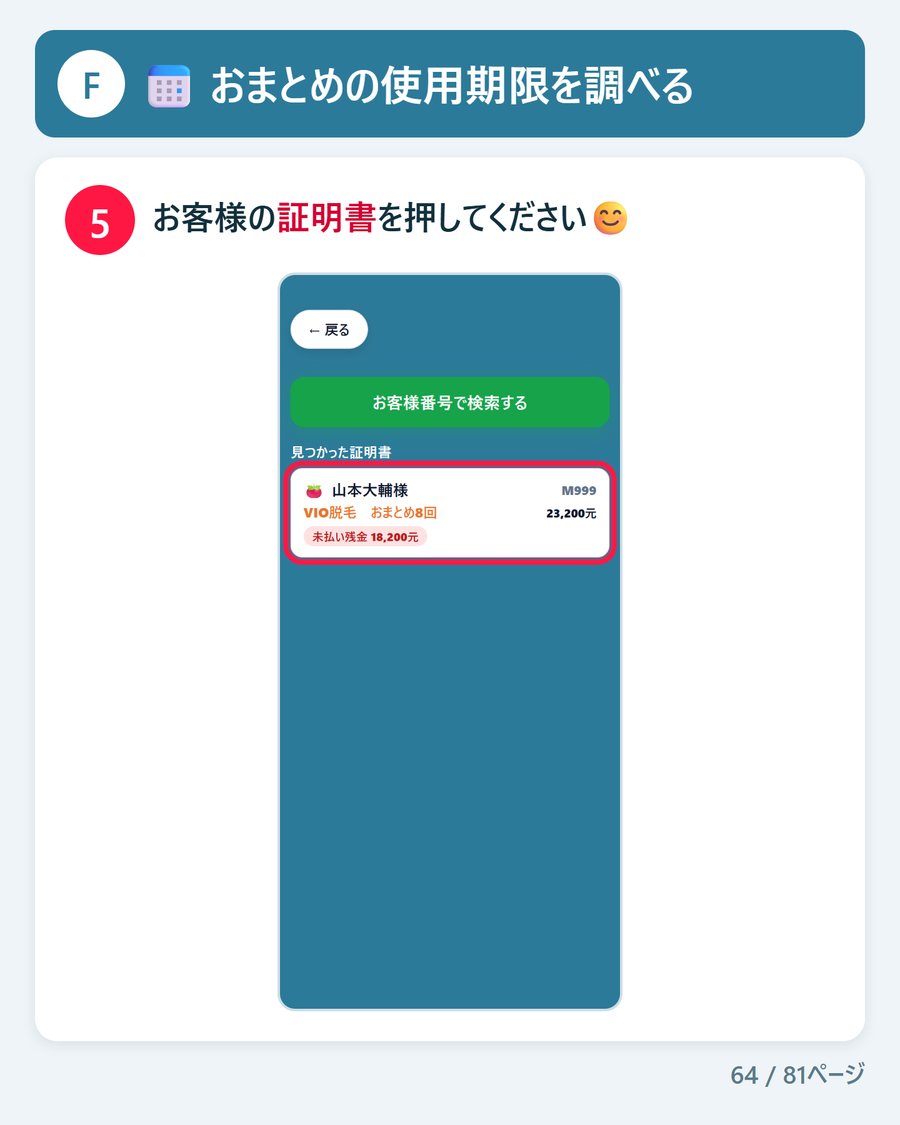 F おまとめの使用期限を調べる
5 お客様の証明書を押してください
← 戻る
お客様番号で検索する
見つかった証明書
山本大輔様 M999
VIO脱毛 おまとめ8回 23,200元
未払い残金 18,200元
64 / 81ページ